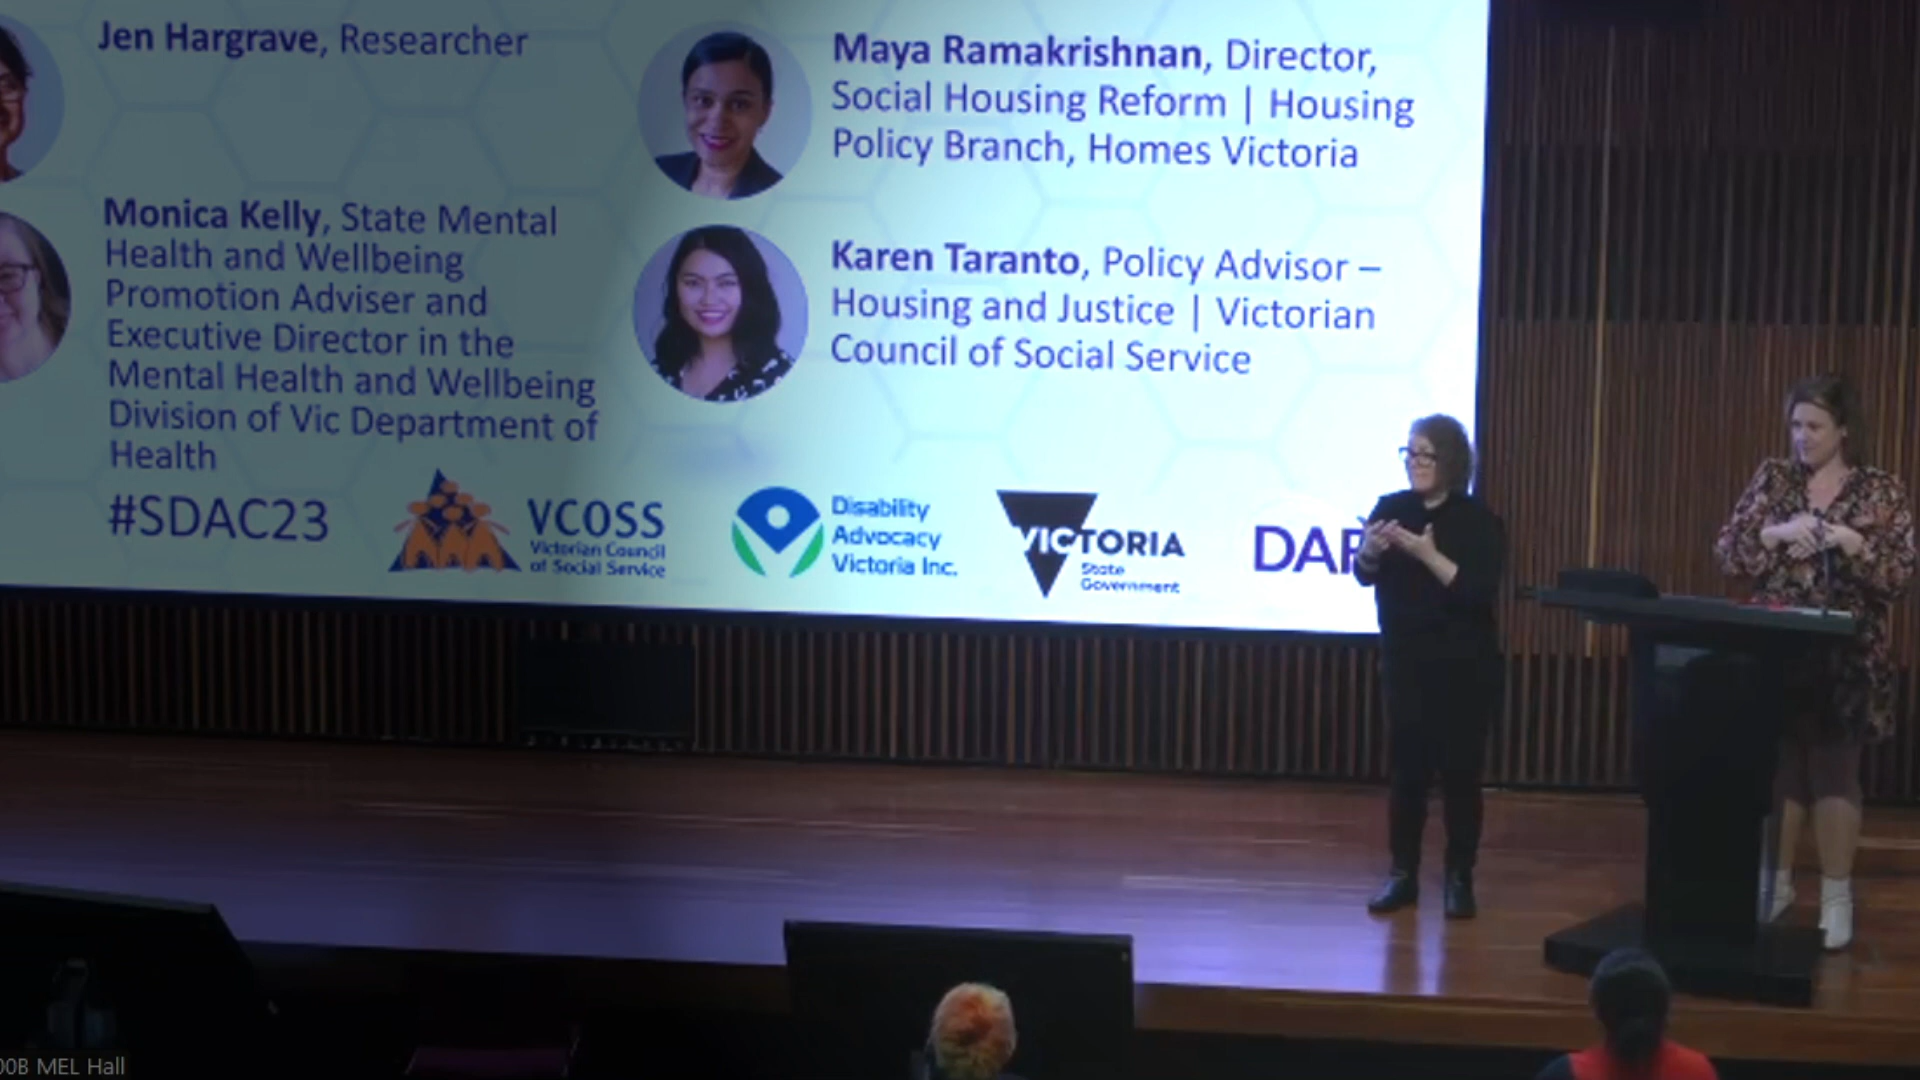 Jen Hargrave, Researcher
Monica Kelly, State Mental
Health and Wellbeing
Promotion Adviser and
Executive Director in the
Mental Health and Wellbeing
Division of Vic Department of
Health
Maya Ramakrishnan, Director,
Social Housing Reform | Housing
Policy Branch, Homes Victoria
Karen Taranto, Policy Advisor –
Housing and Justice | Victorian
Council of Social Service
#SDAC23
VCOSS
Victorian Council
of Social Service
Disability
Advocacy
Victoria Inc.
VICTORIA
State
Government
MEL Hall